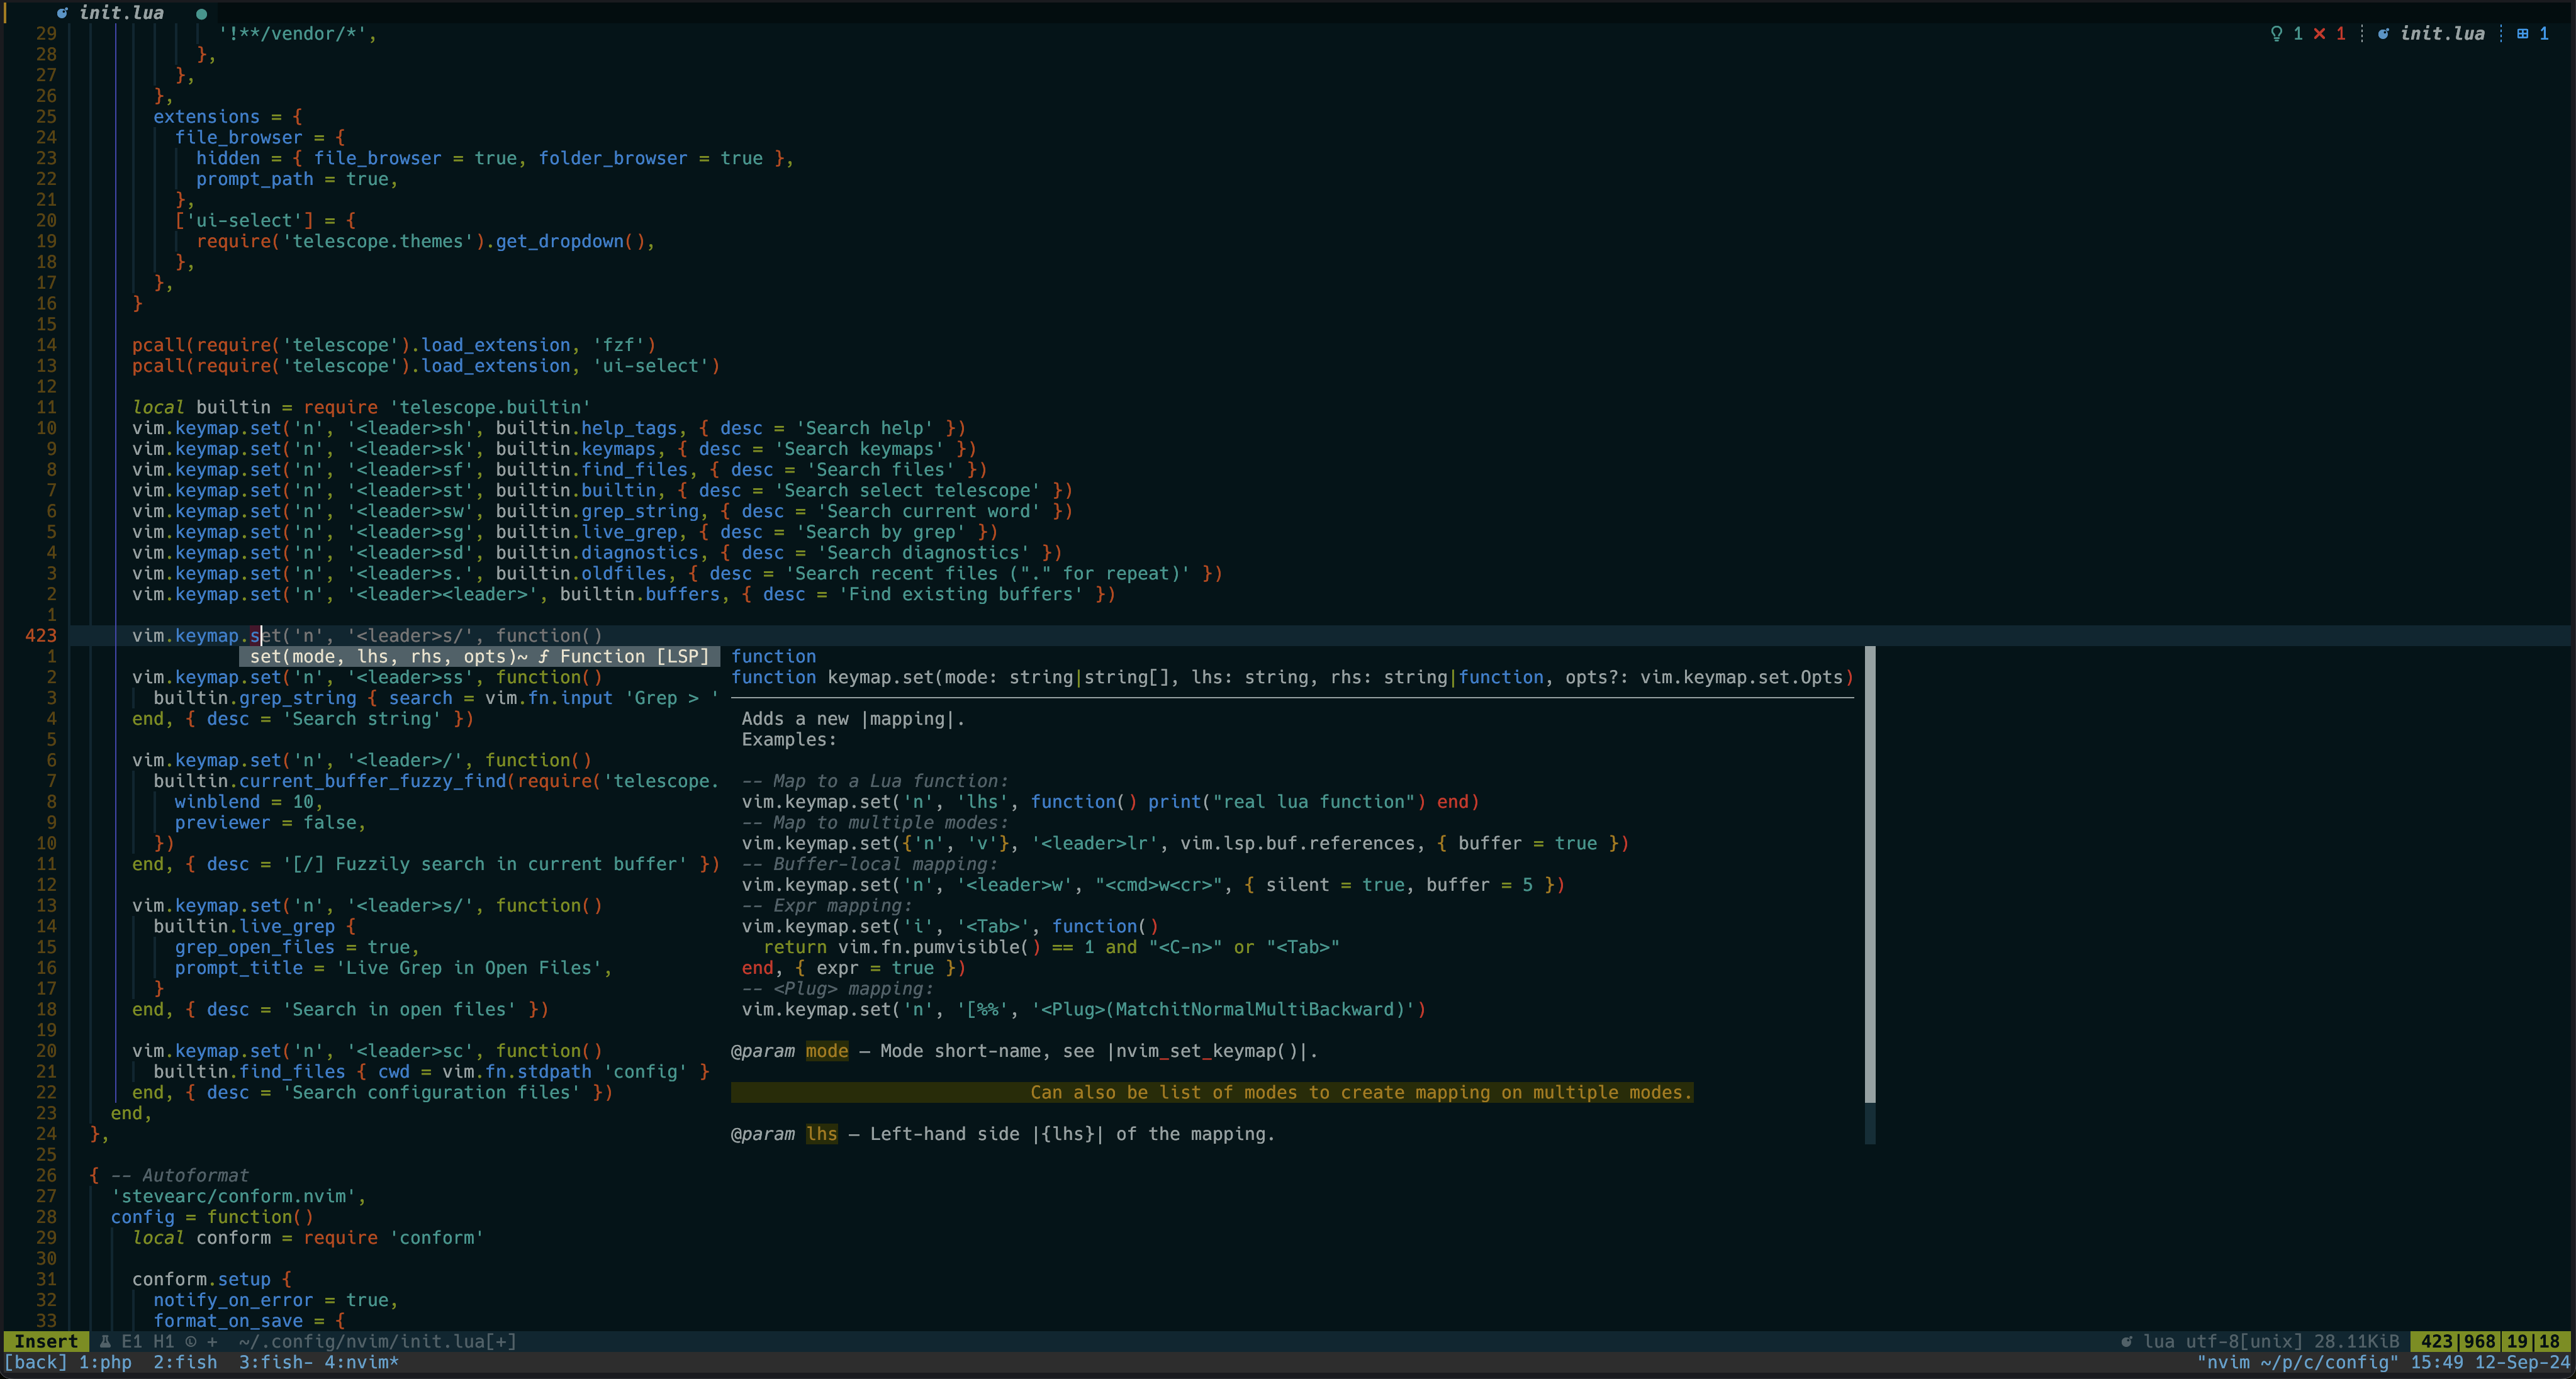 init.lua ●
29 '!**/vendor/*', 1 ✕ 1 init.lua 1
28 },
27 },
26 },
25 extensions = {
24 file_browser = {
23 hidden = { file_browser = true, folder_browser = true },
22 prompt_path = true,
21 },
20 ['ui-select'] = {
19 require('telescope.themes').get_dropdown(),
18 },
17 },
16 }
15
14 pcall(require('telescope').load_extension, 'fzf')
13 pcall(require('telescope').load_extension, 'ui-select')
12
11 local builtin = require 'telescope.builtin'
10 vim.keymap.set('n', '<leader>sh', builtin.help_tags, { desc = 'Search help' })
9 vim.keymap.set('n', '<leader>sk', builtin.keymaps, { desc = 'Search keymaps' })
8 vim.keymap.set('n', '<leader>sf', builtin.find_files, { desc = 'Search files' })
7 vim.keymap.set('n', '<leader>st', builtin.builtin, { desc = 'Search select telescope' })
6 vim.keymap.set('n', '<leader>sw', builtin.grep_string, { desc = 'Search current word' })
5 vim.keymap.set('n', '<leader>sg', builtin.live_grep, { desc = 'Search by grep' })
4 vim.keymap.set('n', '<leader>sd', builtin.diagnostics, { desc = 'Search diagnostics' })
3 vim.keymap.set('n', '<leader>s.', builtin.oldfiles, { desc = 'Search recent files ("." for repeat)' })
2 vim.keymap.set('n', '<leader><leader>', builtin.buffers, { desc = 'Find existing buffers' })
1
423 vim.keymap.set('n', '<leader>s/', function()
1 set(mode, lhs, rhs, opts)~ ƒ Function [LSP] function
2 vim.keymap.set('n', '<leader>ss', function() function keymap.set(mode: string|string[], lhs: string, rhs: string|function, opts?: vim.keymap.set.Opts)
3 builtin.grep_string { search = vim.fn.input 'Grep > '
4 end, { desc = 'Search string' }) Adds a new |mapping|.
5 Examples:
6 vim.keymap.set('n', '<leader>/', function()
7 builtin.current_buffer_fuzzy_find(require('telescope. -- Map to a Lua function:
8 winblend = 10, vim.keymap.set('n', 'lhs', function() print("real lua function") end)
9 previewer = false, -- Map to multiple modes:
10 }) vim.keymap.set({'n', 'v'}, '<leader>lr', vim.lsp.buf.references, { buffer = true })
11 end, { desc = '[/] Fuzzily search in current buffer' }) -- Buffer-local mapping:
12 vim.keymap.set('n', '<leader>w', "<cmd>w<cr>", { silent = true, buffer = 5 })
13 vim.keymap.set('n', '<leader>s/', function() -- Expr mapping:
14 builtin.live_grep { vim.keymap.set('i', '<Tab>', function()
15 grep_open_files = true, return vim.fn.pumvisible() == 1 and "<C-n>" or "<Tab>"
16 prompt_title = 'Live Grep in Open Files', end, { expr = true })
17 } -- <Plug> mapping:
18 end, { desc = 'Search in open files' }) vim.keymap.set('n', '[%%', '<Plug>(MatchitNormalMultiBackward)')
19
20 vim.keymap.set('n', '<leader>sc', function() @param mode — Mode short-name, see |nvim_set_keymap()|.
21 builtin.find_files { cwd = vim.fn.stdpath 'config' }
22 end, { desc = 'Search configuration files' }) Can also be list of modes to create mapping on multiple modes.
23 end,
24 }, @param lhs — Left-hand side |{lhs}| of the mapping.
25
26 { -- Autoformat
27 'stevearc/conform.nvim',
28 config = function()
29 local conform = require 'conform'
30
31 conform.setup {
32 notify_on_error = true,
33 format_on_save = {
Insert E1 H1 + ~/.config/nvim/init.lua[+] lua utf-8[unix] 28.11KiB 423|968|19|18
[back] 1:php 2:fish 3:fish- 4:nvim* "nvim ~/p/c/config" 15:49 12-Sep-24